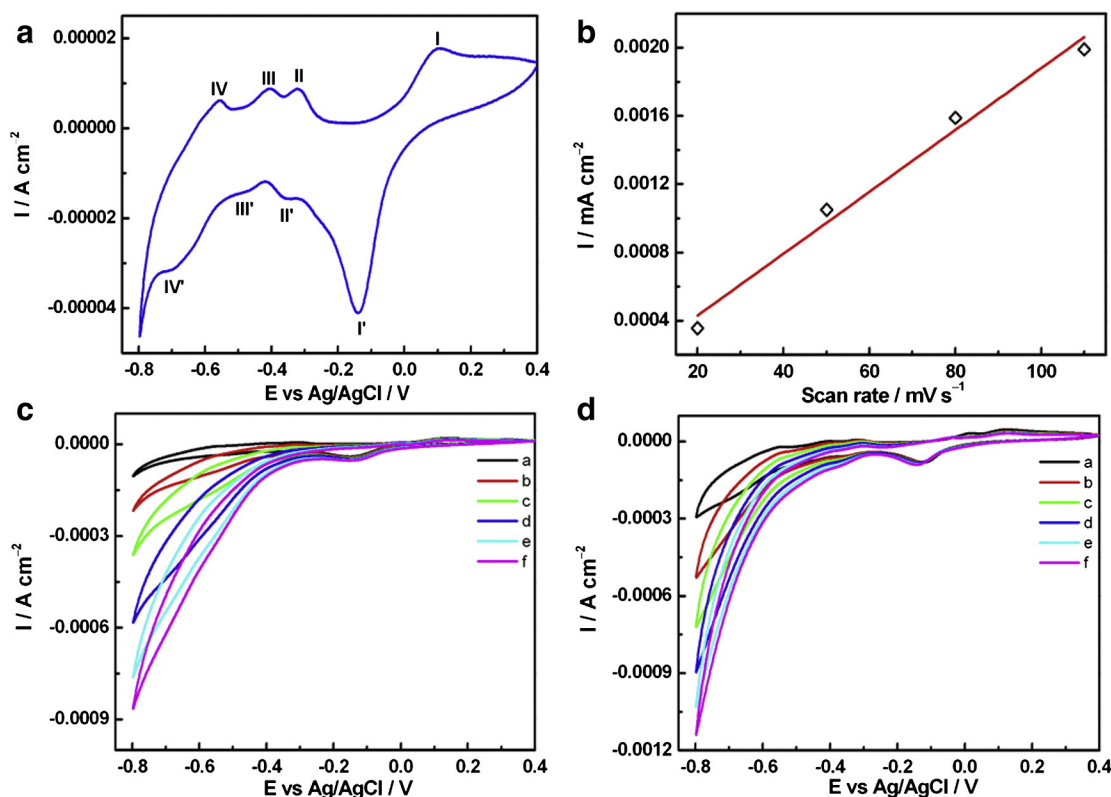 a
I / A cm⁻²
0.00002
0.00000
-0.00002
-0.00004
I
II
III
IV
I'
II'
III'
IV'
-0.8 -0.6 -0.4 -0.2 0.0 0.2 0.4
E vs Ag/AgCl / V
b
I / mA cm⁻²
0.0020
0.0016
0.0012
0.0008
0.0004
20 40 60 80 100
Scan rate / mV s⁻¹
c
I / A cm⁻²
0.0000
-0.0003
-0.0006
-0.0009
a
b
c
d
e
f
-0.8 -0.6 -0.4 -0.2 0.0 0.2 0.4
E vs Ag/AgCl / V
d
I / A cm⁻²
0.0000
-0.0003
-0.0006
-0.0009
-0.0012
a
b
c
d
e
f
-0.8 -0.6 -0.4 -0.2 0.0 0.2 0.4
E vs Ag/AgCl / V